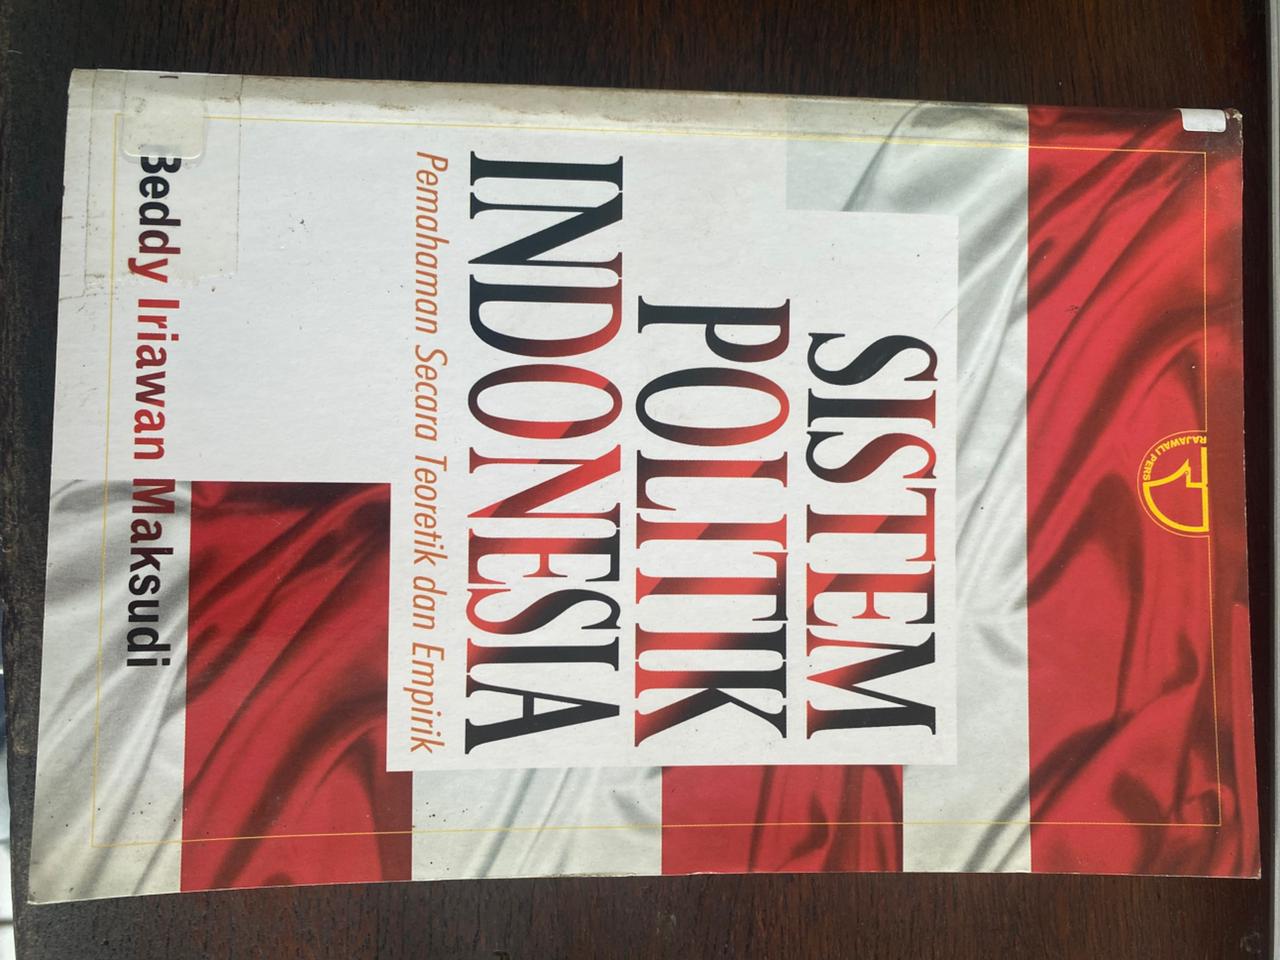 RAJAWALI PERS
SISTEM
POLITIK
INDONESIA
Pemahaman Secara Teoretik dan Empirik
Beddy Iriawan Maksudi